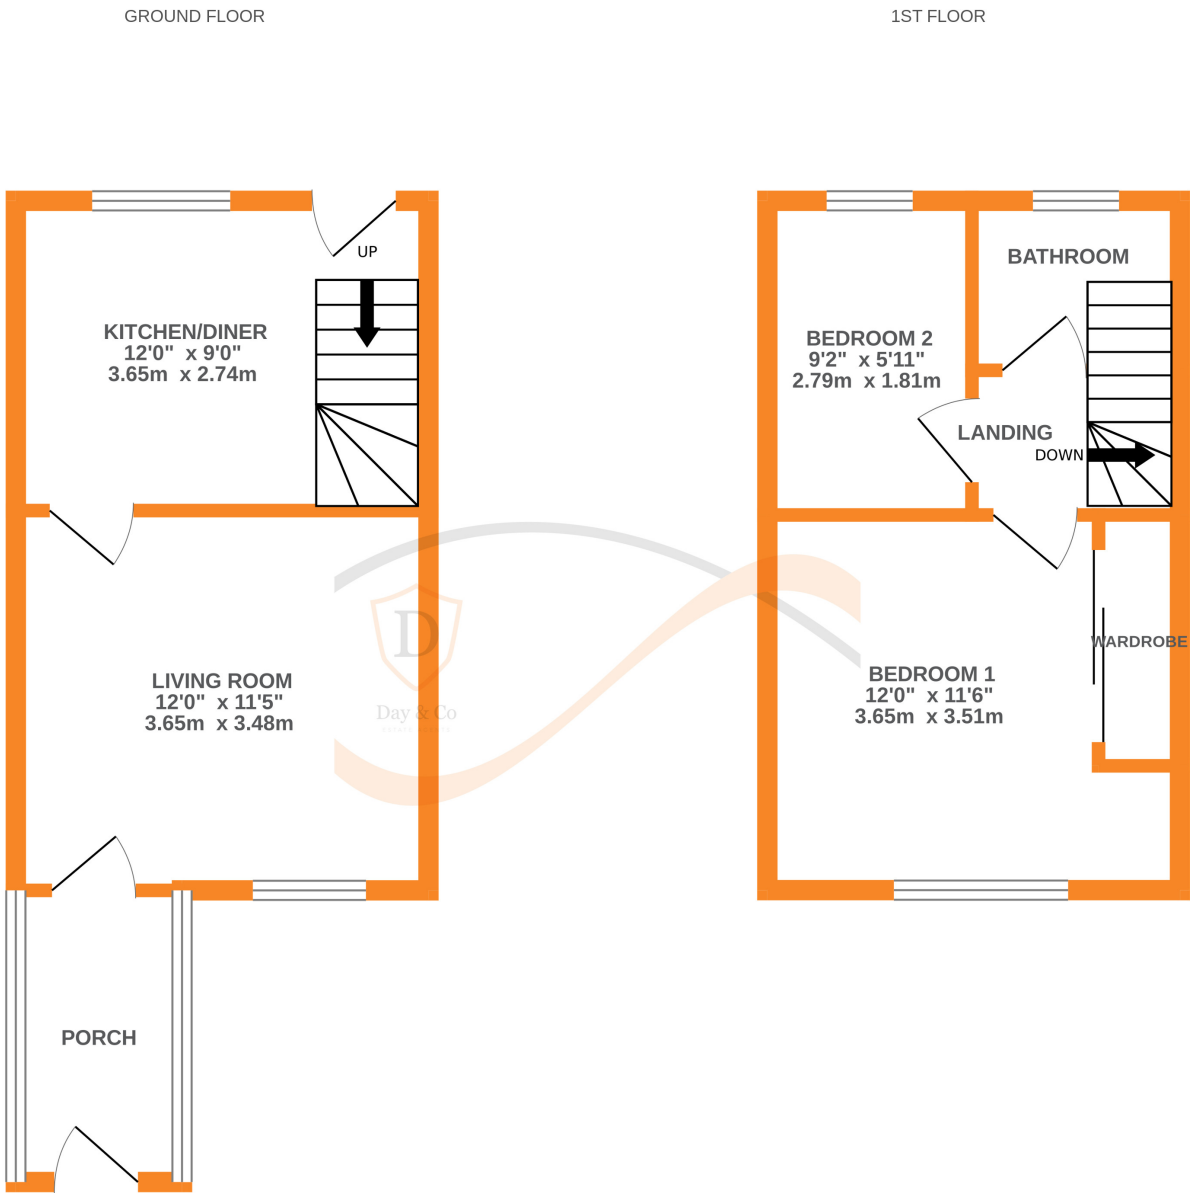 GROUND FLOOR
1ST FLOOR
UP
KITCHEN/DINER
12'0" x 9'0"
3.65m x 2.74m
LIVING ROOM
12'0" x 11'5"
3.65m x 3.48m
PORCH
BATHROOM
BEDROOM 2
9'2" x 5'11"
2.79m x 1.81m
LANDING
DOWN
WARDROBE
BEDROOM 1
12'0" x 11'6"
3.65m x 3.51m
D
Day & Co